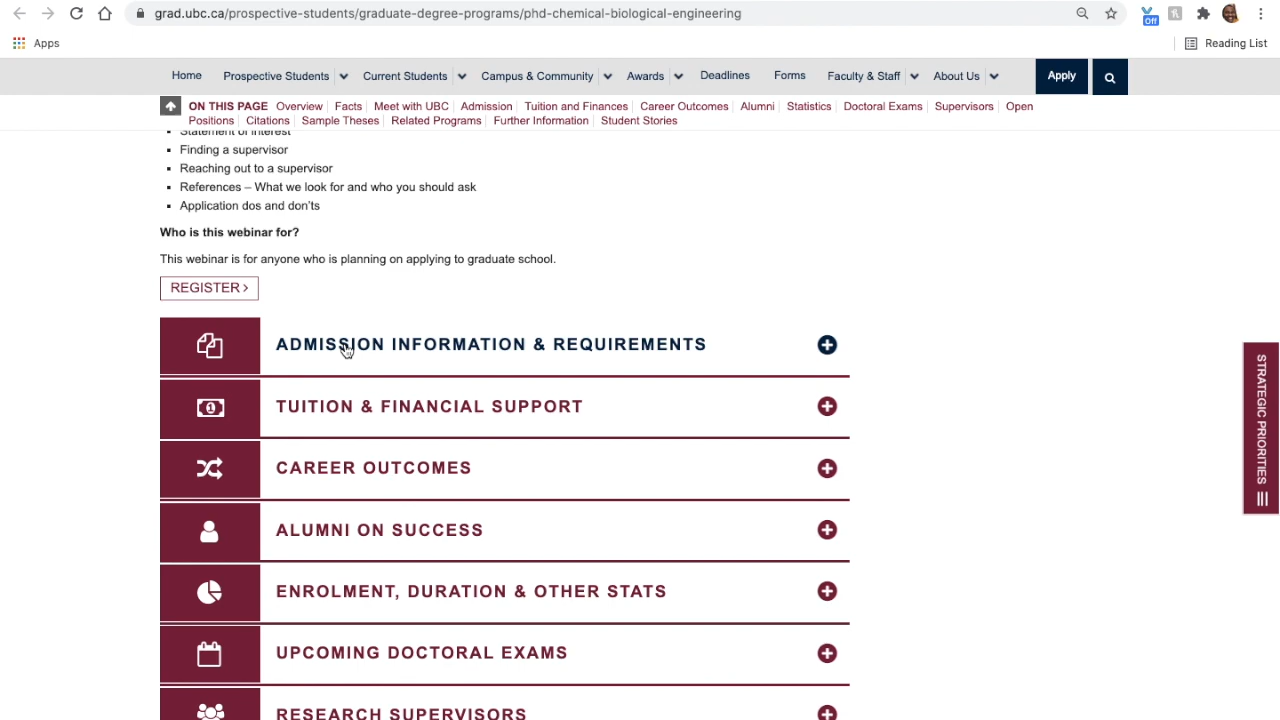 grad.ubc.ca/prospective-students/graduate-degree-programs/phd-chemical-biological-engineering
Off
Apps
Reading List
Home Prospective Students Current Students Campus & Community Awards Deadlines Forms Faculty & Staff About Us Apply
ON THIS PAGE Overview Facts Meet with UBC Admission Tuition and Finances Career Outcomes Alumni Statistics Doctoral Exams Supervisors Open
Positions Citations Sample Theses Related Programs Further Information Student Stories
Statement of interest
Finding a supervisor
Reaching out to a supervisor
References – What we look for and who you should ask
Application dos and don'ts
Who is this webinar for?
This webinar is for anyone who is planning on applying to graduate school.
REGISTER ›
ADMISSION INFORMATION & REQUIREMENTS
TUITION & FINANCIAL SUPPORT
CAREER OUTCOMES
ALUMNI ON SUCCESS
ENROLMENT, DURATION & OTHER STATS
UPCOMING DOCTORAL EXAMS
RESEARCH SUPERVISORS
STRATEGIC PRIORITIES